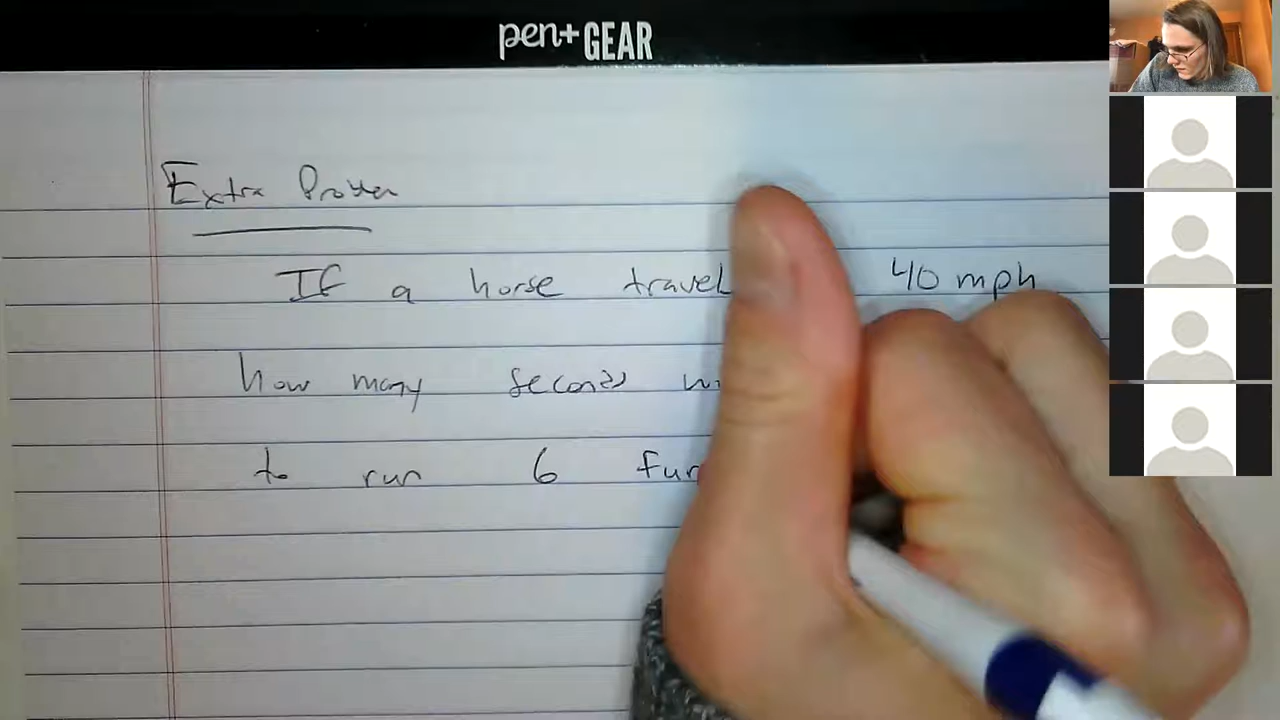 pen+GEAR
Extra Problem
If a horse travel 40 mph
how many seconds w
to run 6 fur